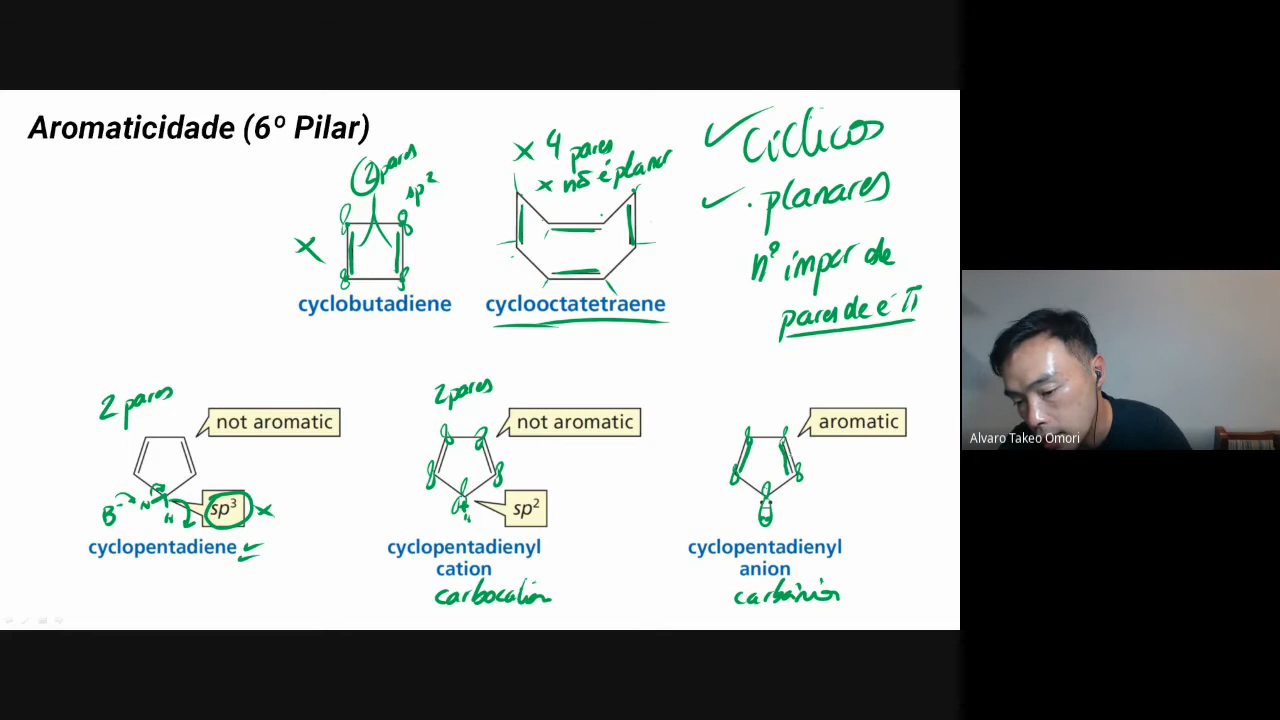 Aromaticidade (6º Pilar)
2 pares
sp²
X
X 4 pares
X nõ é planar
✓ cíclicos
✓ . planares
nº ímpar de
pares de e⁻ π
cyclobutadiene
cyclooctatetraene
2 pares
not aromatic
B⁻
H
H
sp³ X
cyclopentadiene
2 pares
not aromatic
+
H
sp²
cyclopentadienyl
cation
carbocation
aromatic
cyclopentadienyl
anion
carbânion
Alvaro Takeo Omori